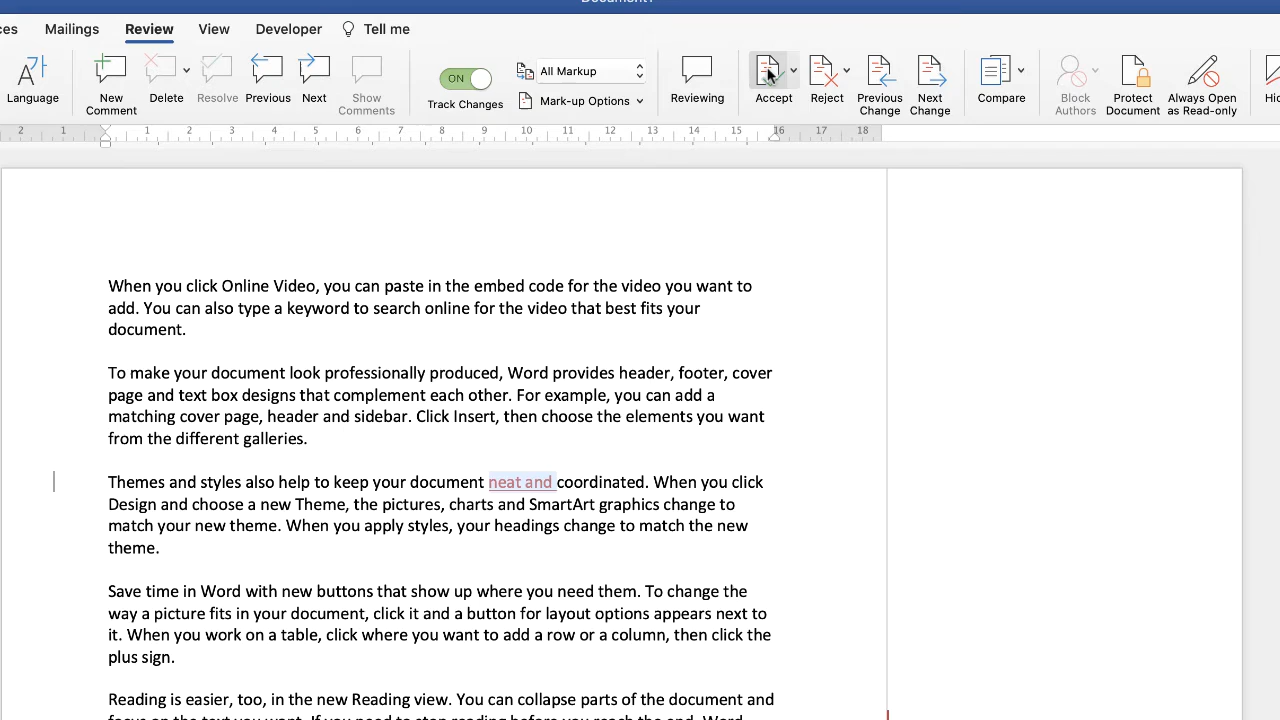 Mailings Review View Developer Tell me
Language
New Comment
Delete
Resolve
Previous
Next
Show Comments
ON
Track Changes
All Markup
Mark-up Options
Reviewing
Accept
Reject
Previous Change
Next Change
Compare
Block Authors
Protect Document
Always Open as Read-only
2 1 1 2 3 4 5 6 7 8 9 10 11 12 13 14 15 16 17 18
When you click Online Video, you can paste in the embed code for the video you want to
add. You can also type a keyword to search online for the video that best fits your
document.
To make your document look professionally produced, Word provides header, footer, cover
page and text box designs that complement each other. For example, you can add a
matching cover page, header and sidebar. Click Insert, then choose the elements you want
from the different galleries.
Themes and styles also help to keep your document neat and coordinated. When you click
Design and choose a new Theme, the pictures, charts and SmartArt graphics change to
match your new theme. When you apply styles, your headings change to match the new
theme.
Save time in Word with new buttons that show up where you need them. To change the
way a picture fits in your document, click it and a button for layout options appears next to
it. When you work on a table, click where you want to add a row or a column, then click the
plus sign.
Reading is easier, too, in the new Reading view. You can collapse parts of the document and